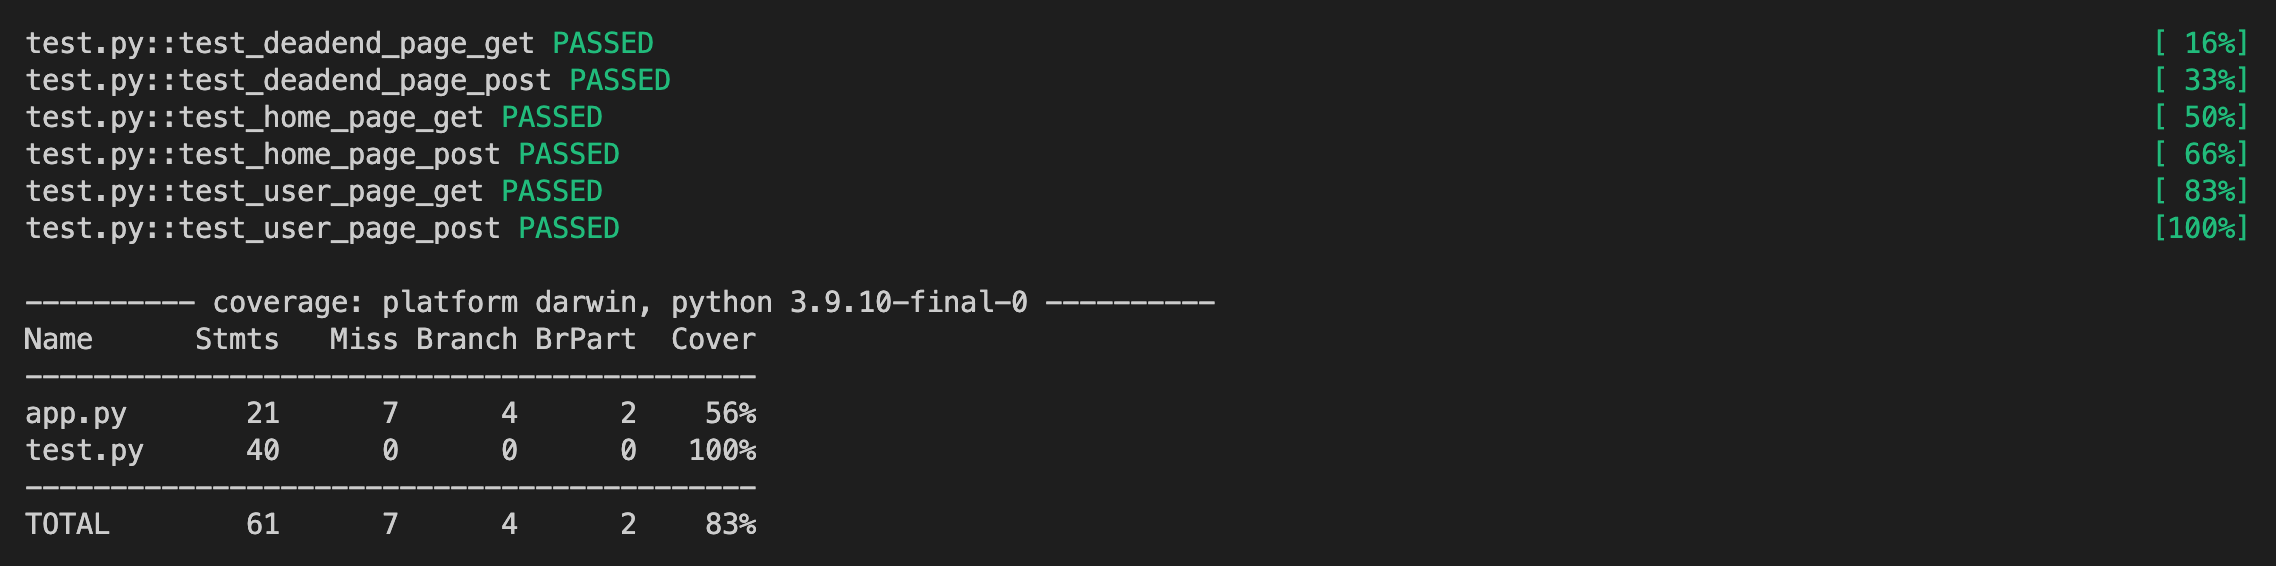 test.py::test_deadend_page_get PASSED [ 16%]
test.py::test_deadend_page_post PASSED [ 33%]
test.py::test_home_page_get PASSED [ 50%]
test.py::test_home_page_post PASSED [ 66%]
test.py::test_user_page_get PASSED [ 83%]
test.py::test_user_page_post PASSED [100%]
---------- coverage: platform darwin, python 3.9.10-final-0 ----------
Name      Stmts   Miss Branch BrPart  Cover
-------------------------------------------
app.py       21      7      4      2    56%
test.py      40      0      0      0   100%
-------------------------------------------
TOTAL        61      7      4      2    83%